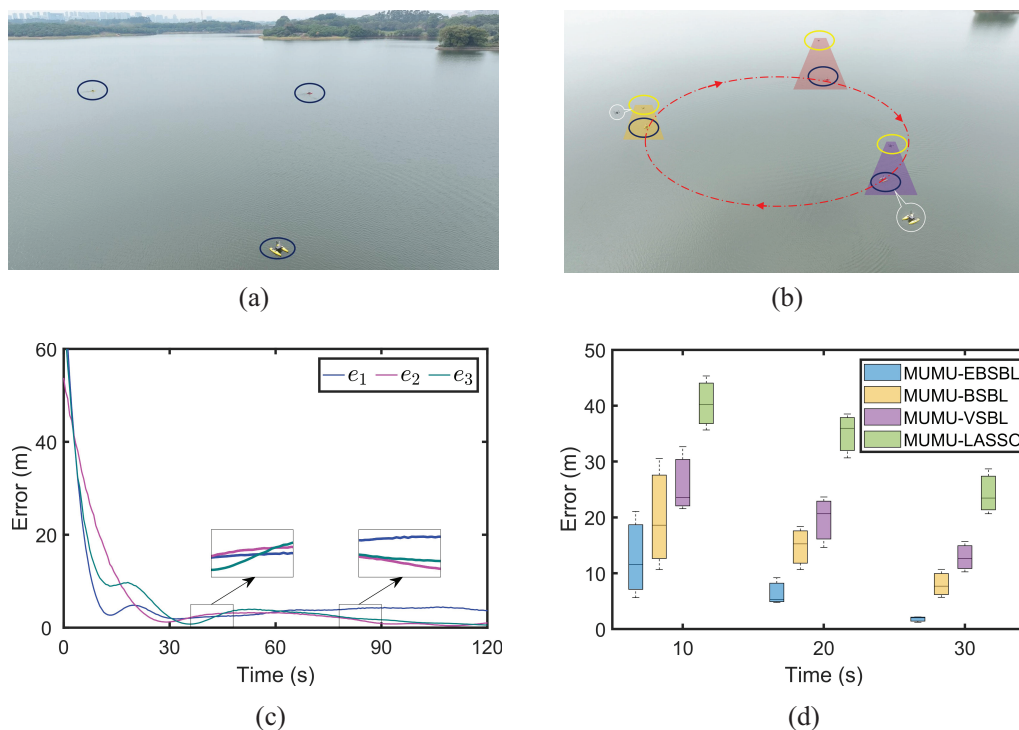 (a)
(b)
60
40
20
0
0 30 60 90 120
Error (m)
Time (s)
e₁ e₂ e₃
(c)
50
40
30
20
10
0
10 20 30
Error (m)
Time (s)
MUMU-EBSBL
MUMU-BSBL
MUMU-VSBL
MUMU-LASSO
(d)